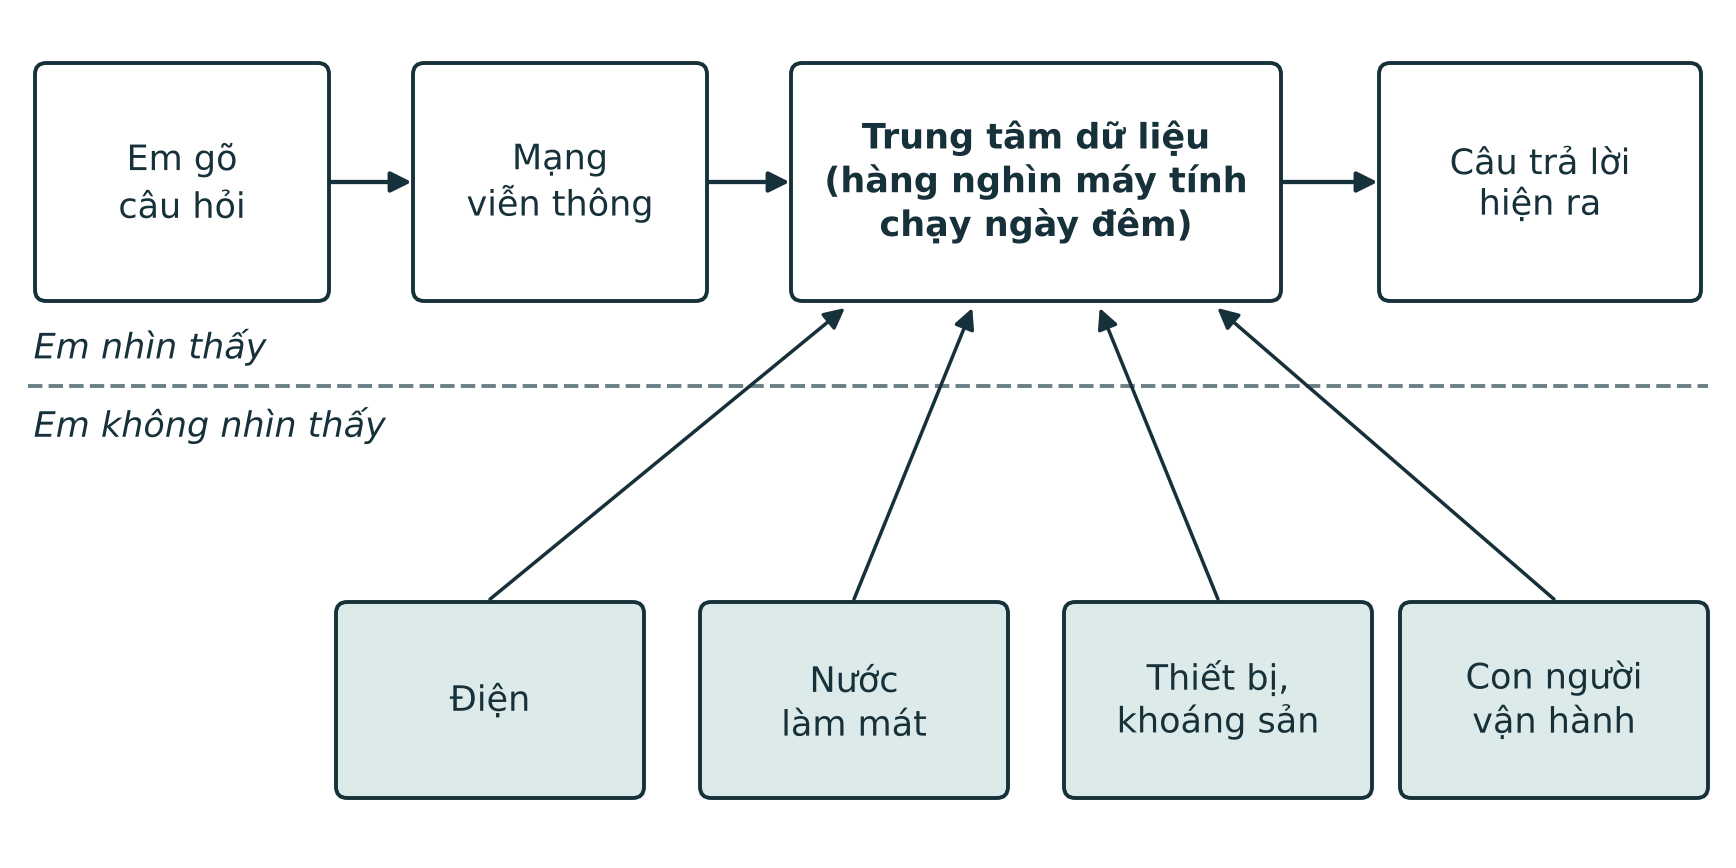 Em gõ
câu hỏi
Mạng
viễn thông
Trung tâm dữ liệu
(hàng nghìn máy tính
chạy ngày đêm)
Câu trả lời
hiện ra
Em nhìn thấy
Em không nhìn thấy
Điện
Nước
làm mát
Thiết bị,
khoáng sản
Con người
vận hành